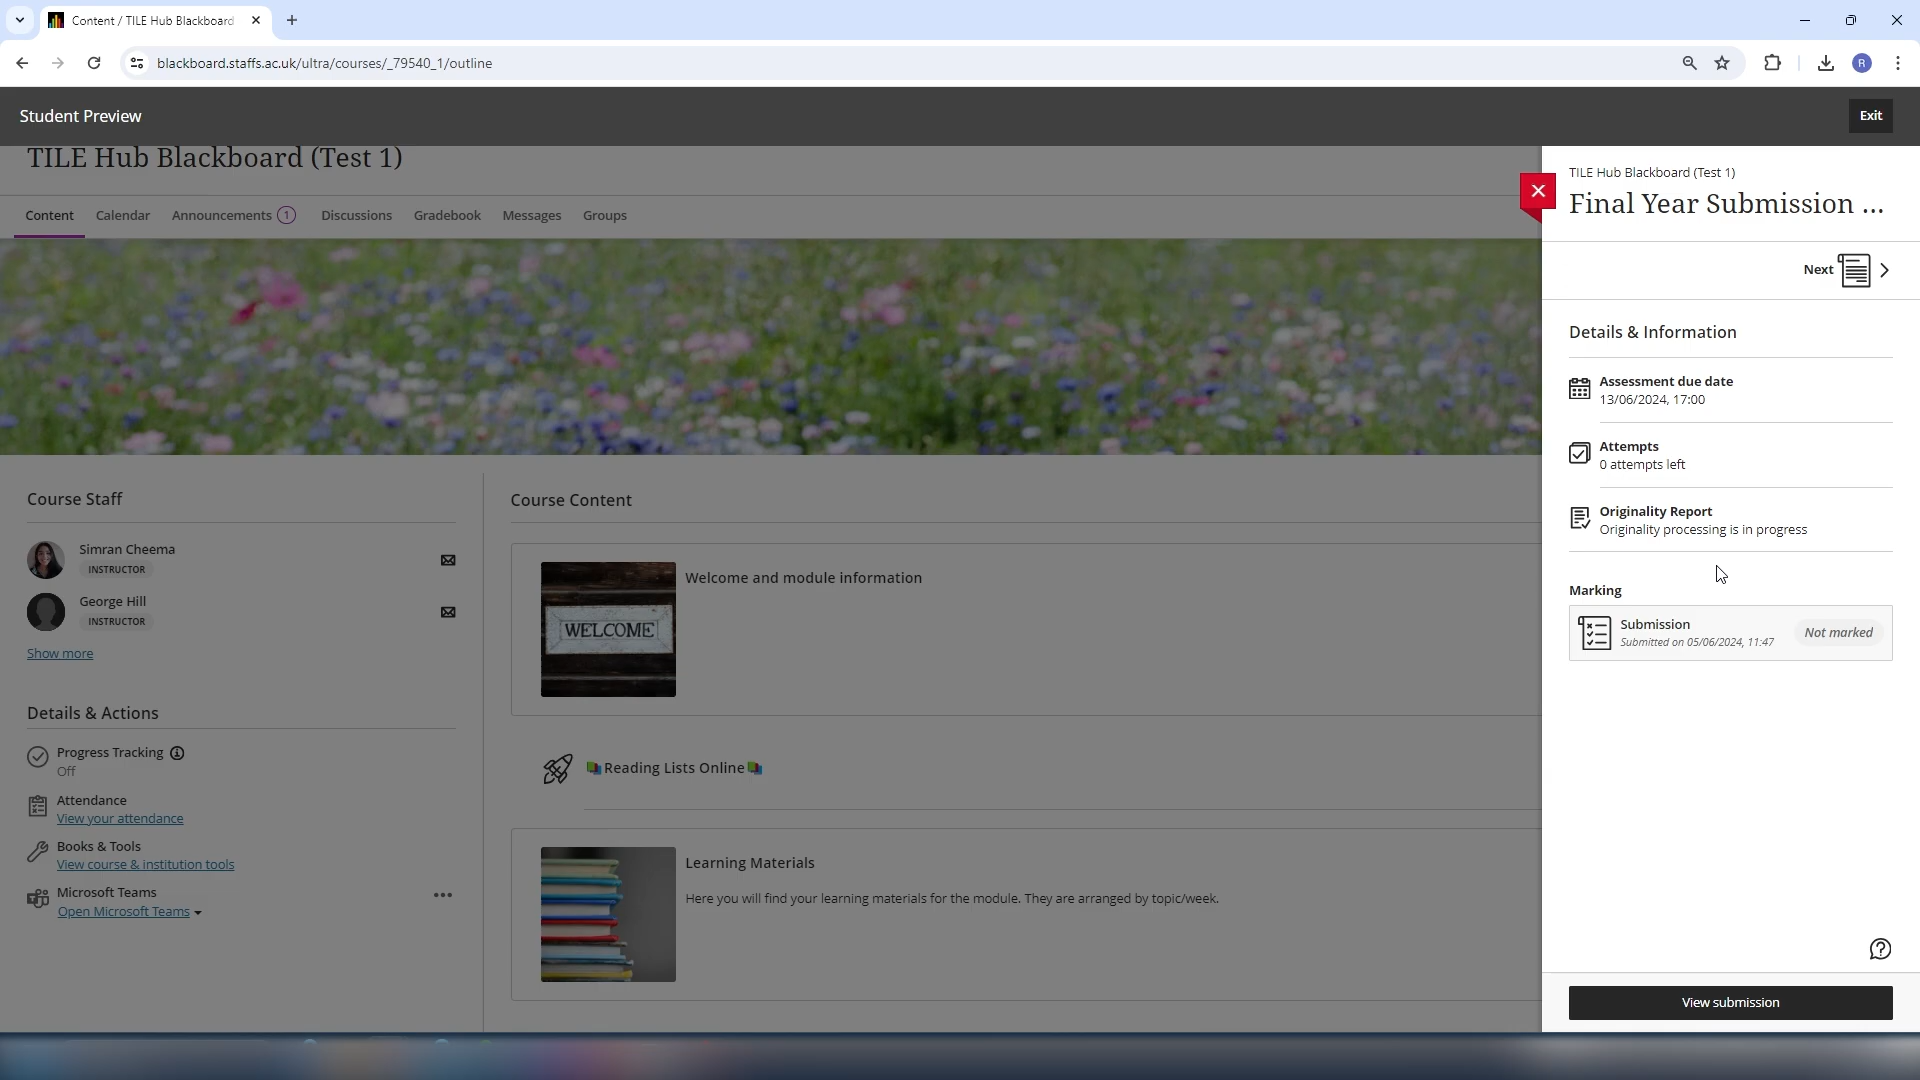 Content / TILE Hub Blackboard
blackboard.staffs.ac.uk/ultra/courses/_79540_1/outline
R
Student Preview
Exit
TILE Hub Blackboard (Test 1)
Content
Calendar
Announcements 1
Discussions
Gradebook
Messages
Groups
Course Staff
Simran Cheema
INSTRUCTOR
George Hill
INSTRUCTOR
Show more
Details & Actions
Progress Tracking
Off
Attendance
View your attendance
Books & Tools
View course & institution tools
Microsoft Teams
Open Microsoft Teams
Course Content
WELCOME
Welcome and module information
Reading Lists Online
Learning Materials
Here you will find your learning materials for the module. They are arranged by topic/week.
TILE Hub Blackboard (Test 1)
Final Year Submission ...
Next
Details & Information
Assessment due date
13/06/2024, 17:00
Attempts
0 attempts left
Originality Report
Originality processing is in progress
Marking
Submission
Submitted on 05/06/2024, 11:47
Not marked
View submission